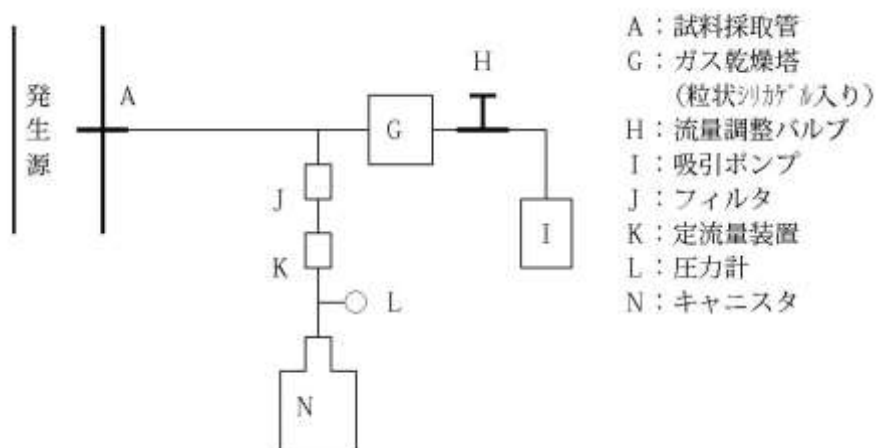 発生源
A
G
H
I
J
K
L
N
A：試料採取管
G：ガス乾燥塔
（粒状ｼﾘｶｹﾞﾙ入り）
H：流量調整バルブ
I：吸引ポンプ
J：フィルタ
K：定流量装置
L：圧力計
N：キャニスタ